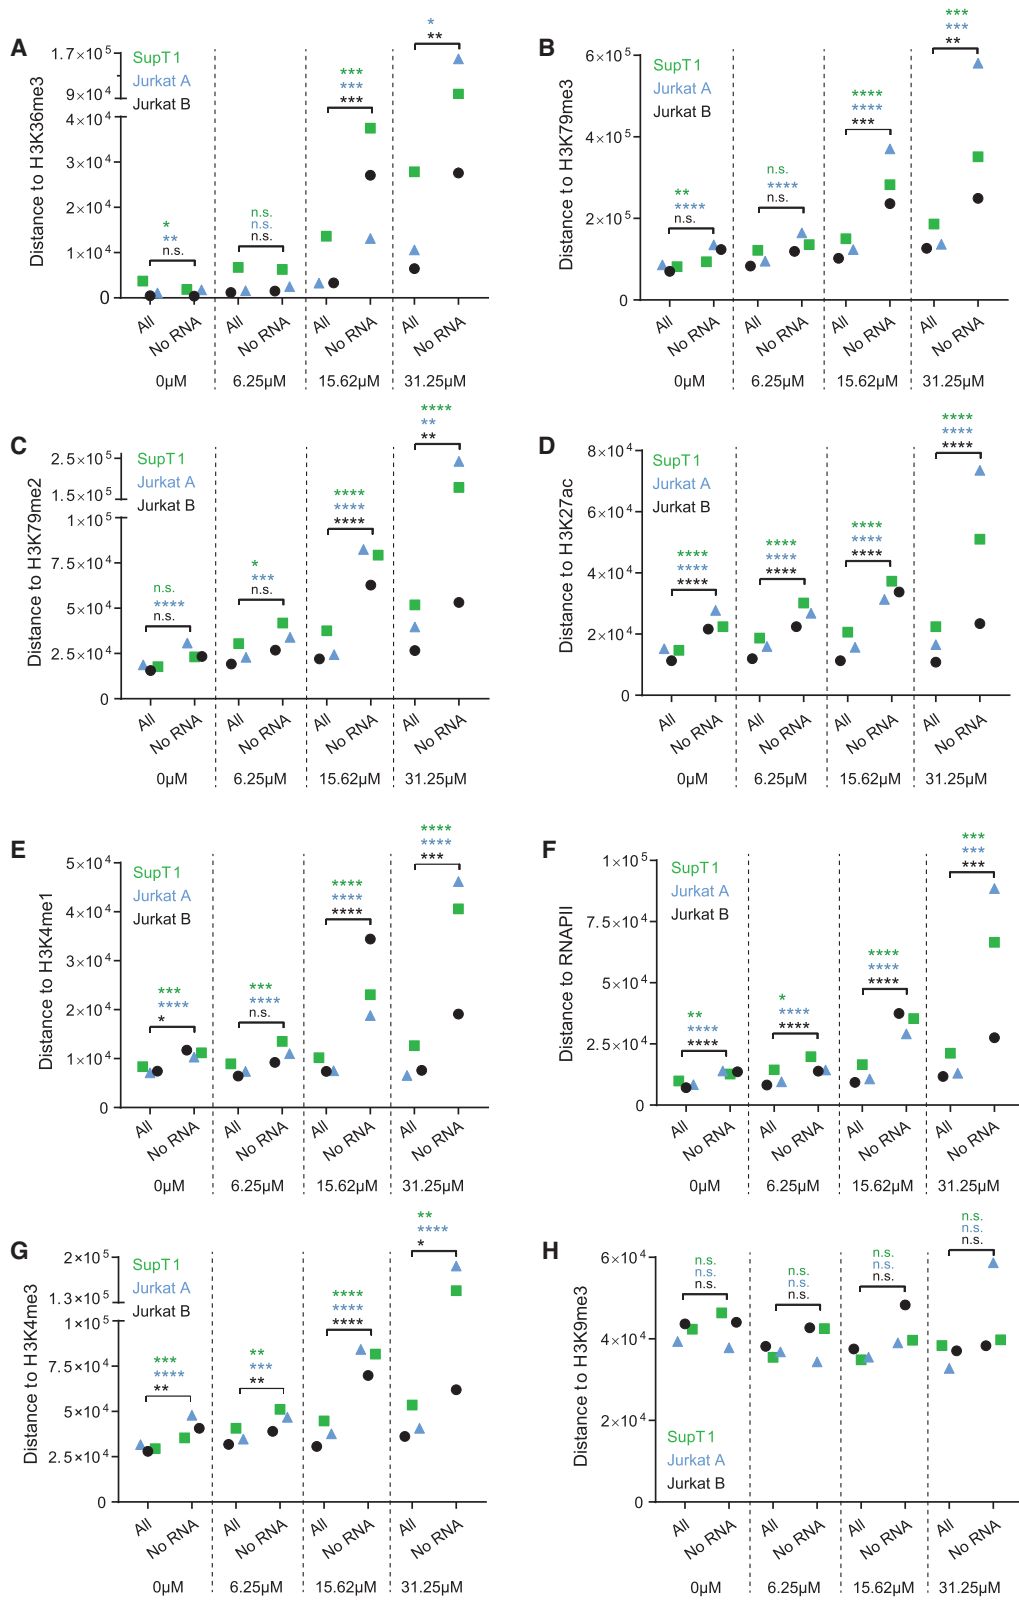 A
Distance to H3K36me3
1.7×10⁵
9×10⁴
4×10⁴
3×10⁴
2×10⁴
1×10⁴
0
SupT1
Jurkat A
Jurkat B
*
**
n.s.
n.s.
n.s.
n.s.
***
***
***
*
**
All
No RNA
All
No RNA
All
No RNA
All
No RNA
0µM
6.25µM
15.62µM
31.25µM
B
Distance to H3K79me3
6×10⁵
4×10⁵
2×10⁵
0
SupT1
Jurkat A
Jurkat B
**
****
n.s.
n.s.
****
n.s.
****
****
***
***
***
**
All
No RNA
All
No RNA
All
No RNA
All
No RNA
0µM
6.25µM
15.62µM
31.25µM
C
Distance to H3K79me2
2.5×10⁵
1.5×10⁵
1×10⁵
7.5×10⁴
5×10⁴
2.5×10⁴
0
SupT1
Jurkat A
Jurkat B
n.s.
****
n.s.
*
***
n.s.
****
****
****
****
**
**
All
No RNA
All
No RNA
All
No RNA
All
No RNA
0µM
6.25µM
15.62µM
31.25µM
D
Distance to H3K27ac
8×10⁴
6×10⁴
4×10⁴
2×10⁴
0
SupT1
Jurkat A
Jurkat B
****
****
****
****
****
****
****
****
****
****
****
****
All
No RNA
All
No RNA
All
No RNA
All
No RNA
0µM
6.25µM
15.62µM
31.25µM
E
Distance to H3K4me1
5×10⁴
4×10⁴
3×10⁴
2×10⁴
1×10⁴
0
SupT1
Jurkat A
Jurkat B
***
****
*
***
****
n.s.
****
****
****
****
****
***
All
No RNA
All
No RNA
All
No RNA
All
No RNA
0µM
6.25µM
15.62µM
31.25µM
F
Distance to RNAPII
1×10⁵
7.5×10⁴
5×10⁴
2.5×10⁴
0
SupT1
Jurkat A
Jurkat B
**
****
****
*
****
****
****
****
****
***
***
***
All
No RNA
All
No RNA
All
No RNA
All
No RNA
0µM
6.25µM
15.62µM
31.25µM
G
Distance to H3K4me3
2×10⁵
1.3×10⁵
1×10⁵
7.5×10⁴
5×10⁴
2.5×10⁴
0
SupT1
Jurkat A
Jurkat B
***
****
**
**
***
**
****
****
****
**
****
*
All
No RNA
All
No RNA
All
No RNA
All
No RNA
0µM
6.25µM
15.62µM
31.25µM
H
Distance to H3K9me3
6×10⁴
4×10⁴
2×10⁴
0
n.s.
n.s.
n.s.
n.s.
n.s.
n.s.
n.s.
n.s.
n.s.
n.s.
n.s.
n.s.
SupT1
Jurkat A
Jurkat B
All
No RNA
All
No RNA
All
No RNA
All
No RNA
0µM
6.25µM
15.62µM
31.25µM